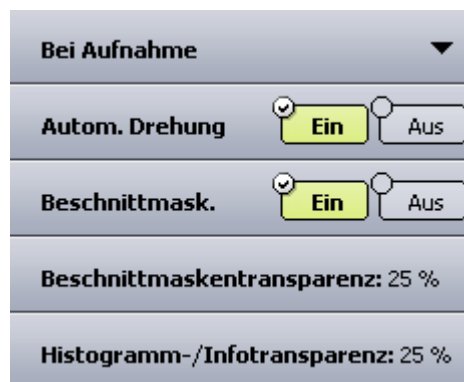 Bei Aufnahme
Autom. Drehung Ein Aus
Beschnittmask. Ein Aus
Beschnittmaskentransparenz: 25 %
Histogramm-/Infotransparenz: 25 %